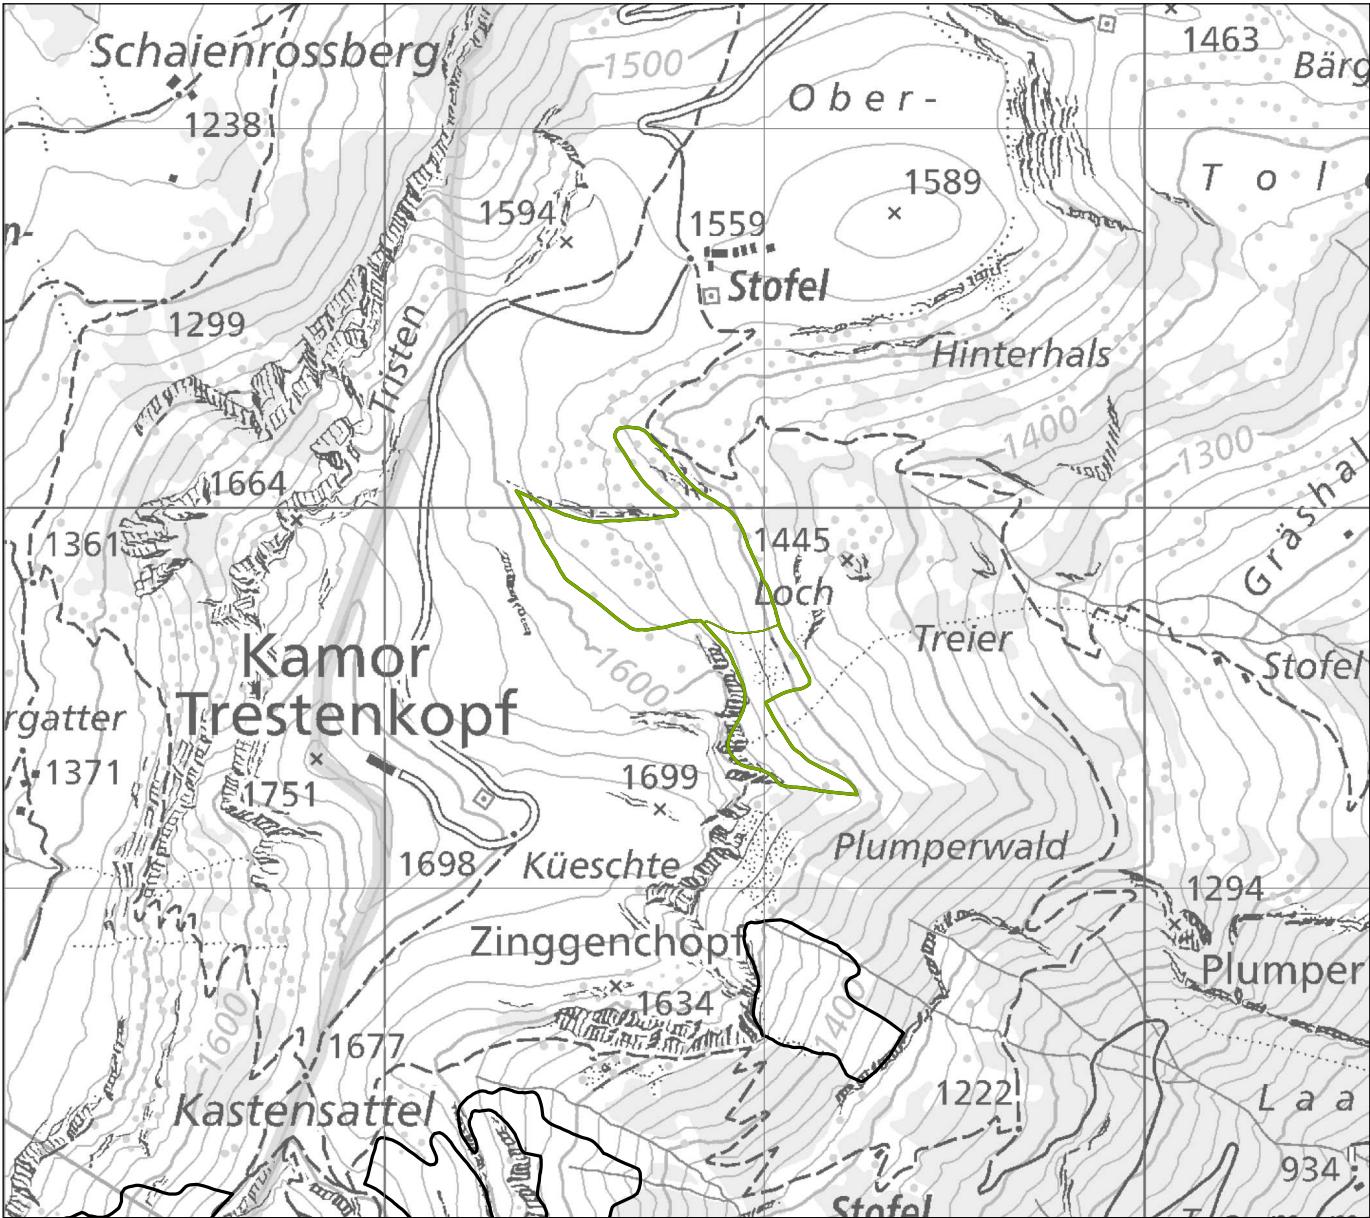 Schaienrossberg
1238
1500
Ober-
1463
Bärg
Tol
1589
1594
1559
Stofel
n-
1299
Tristen
Hinterhals
1400
1300
Gräshal
1664
1361
1445
Loch
Treier
Stofel
Kamor
Trestenkopf
1600
rgatter
1371
1751
1699
1698
Küeschte
Plumperwald
1294
Zinggenchopf
Plumper
1634
1400
1600
1677
Kastensattel
1222
Laa
934
Stofel